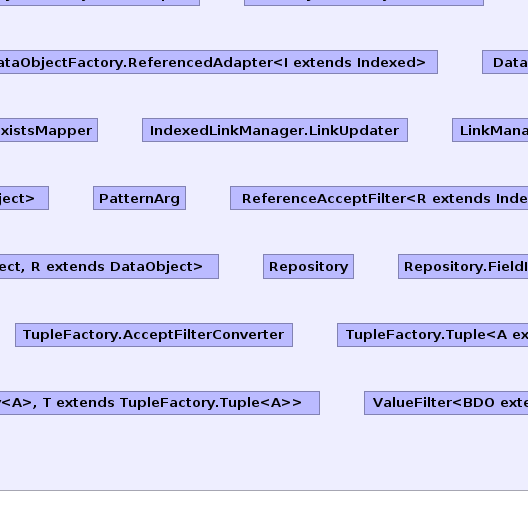 ataObjectFactory.ReferencedAdapter<I extends Indexed> Data
xistsMapper IndexedLinkManager.LinkUpdater LinkMana
ject> PatternArg ReferenceAcceptFilter<R extends Inde
ect, R extends DataObject> Repository Repository.FieldI
TupleFactory.AcceptFilterConverter TupleFactory.Tuple<A ex
<A>, T extends TupleFactory.Tuple<A>> ValueFilter<BDO exte